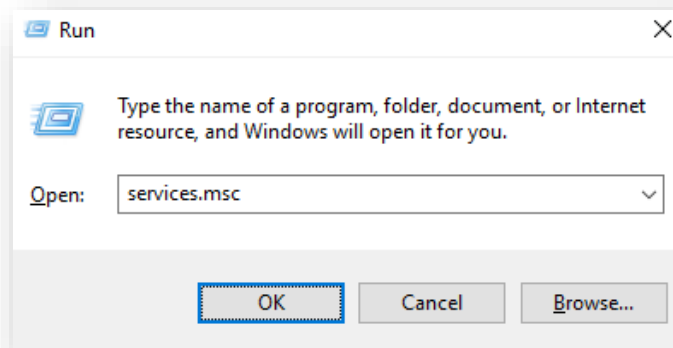 Run
Type the name of a program, folder, document, or Internet
resource, and Windows will open it for you.
Open: services.msc
OK Cancel Browse...